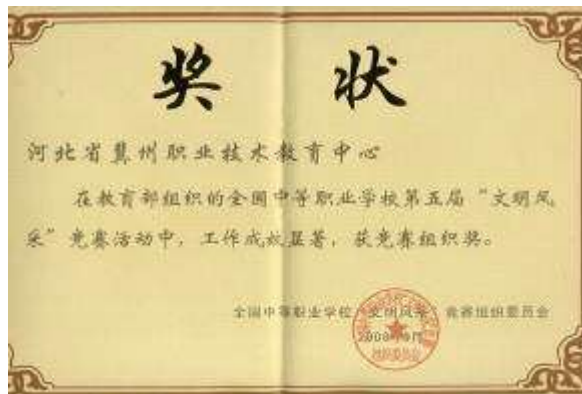 奖 状
河北省冀州职业技术教育中心
在教育部组织的全国中等职业学校第五届“文明风
采”竞赛活动中，工作成效显著，获竞赛组织奖。
全国中等职业学校“文明风采”竞赛组织委员会